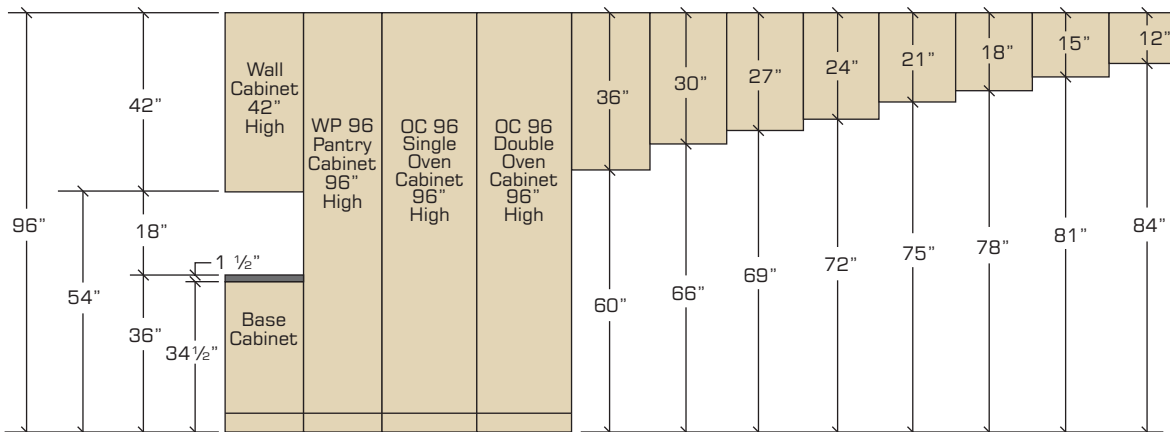 96”
42”
54”
18”
1 ½”
36”
34½”
Wall
Cabinet
42”
High
Base
Cabinet
WP 96
Pantry
Cabinet
96”
High
OC 96
Single
Oven
Cabinet
96”
High
OC 96
Double
Oven
Cabinet
96”
High
36”
30”
27”
24”
21”
18”
15”
12”
60”
66”
69”
72”
75”
78”
81”
84”